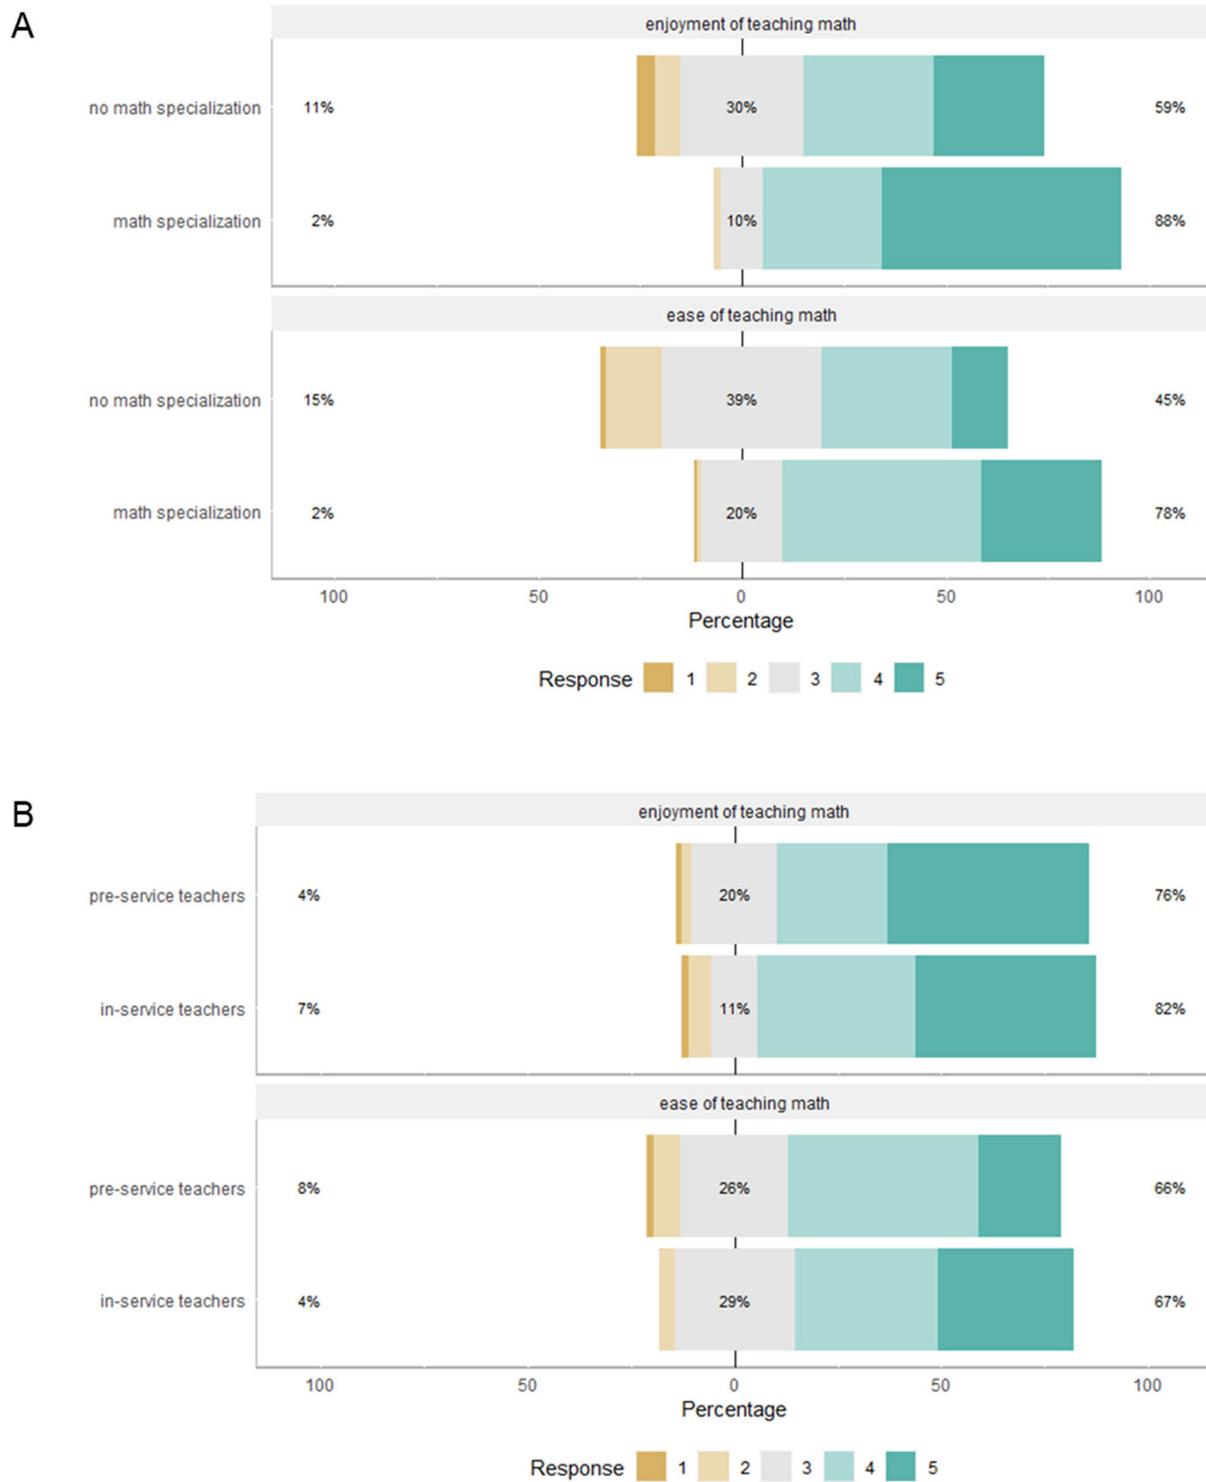 A
enjoyment of teaching math
no math specialization 11% 30% 59%
math specialization 2% 10% 88%
ease of teaching math
no math specialization 15% 39% 45%
math specialization 2% 20% 78%
100 50 0 50 100
Percentage
Response 1 2 3 4 5
B
enjoyment of teaching math
pre-service teachers 4% 20% 76%
in-service teachers 7% 11% 82%
ease of teaching math
pre-service teachers 8% 26% 66%
in-service teachers 4% 29% 67%
100 50 0 50 100
Percentage
Response 1 2 3 4 5